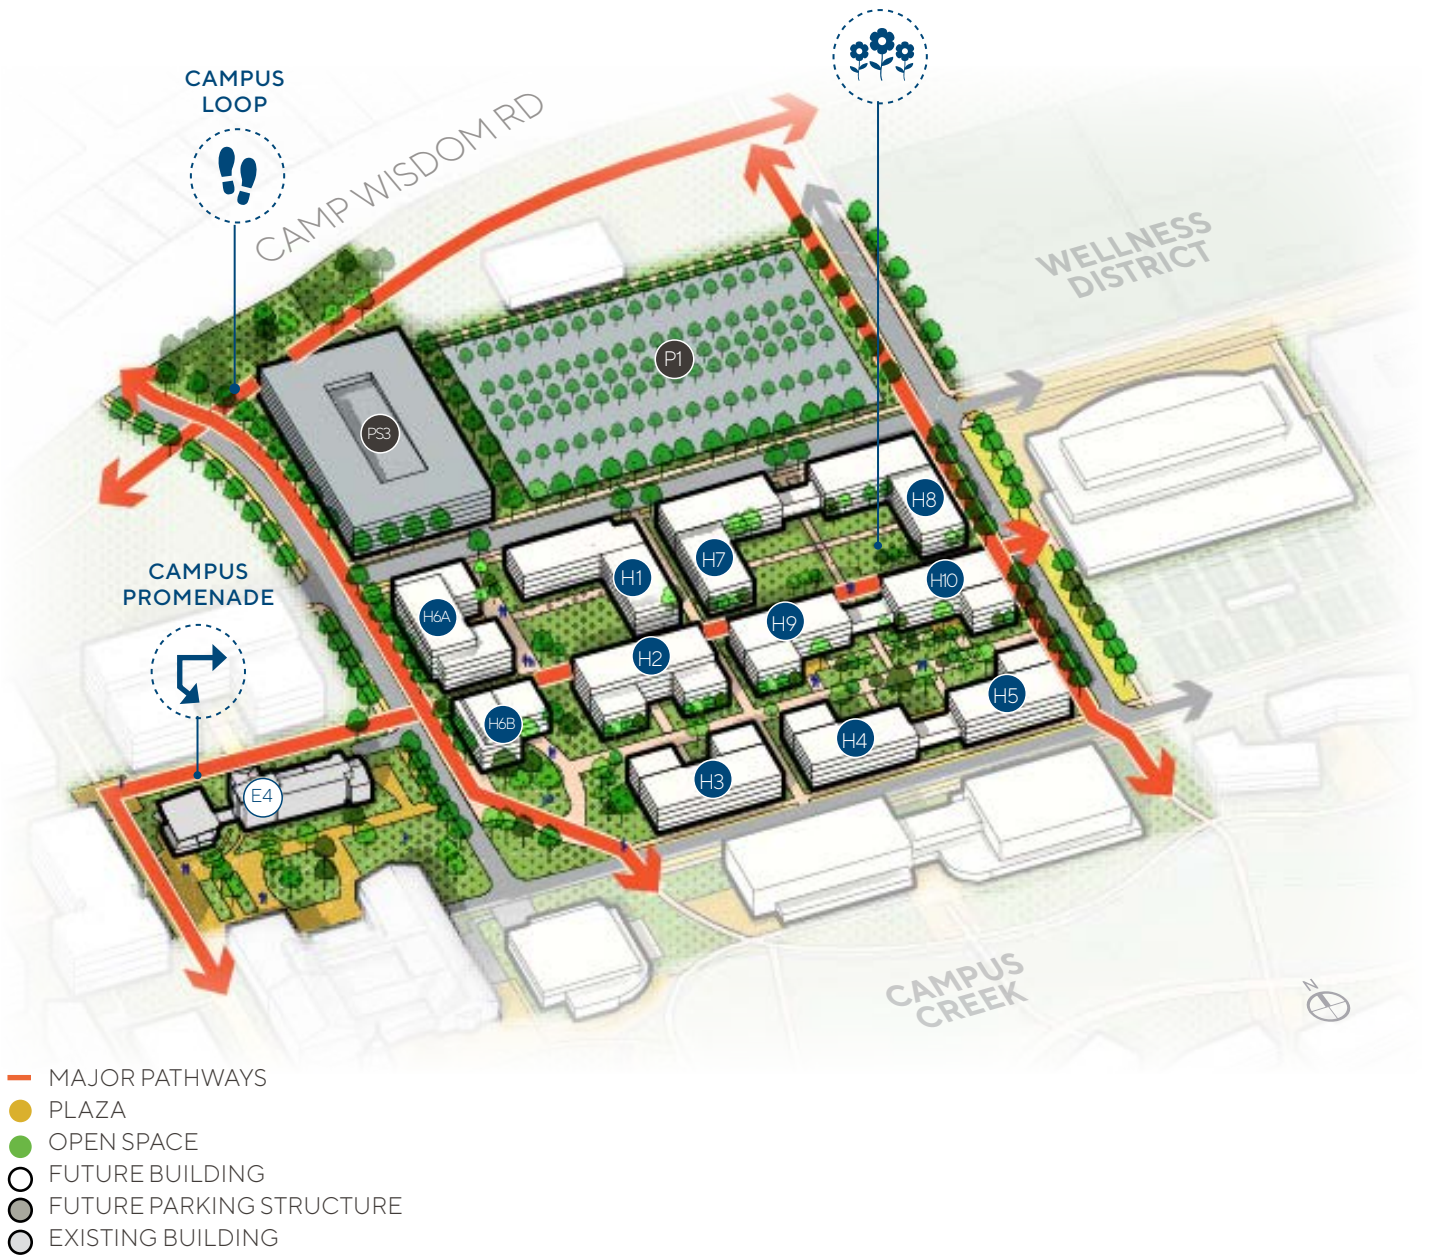 CAMPUS
LOOP
CAMP WISDOM RD
WELLNESS
DISTRICT
P1
PS3
H8
H7
H1
H10
H6A
H9
H2
CAMPUS
PROMENADE
H5
H6B
H4
H3
E4
CAMPUS
CREEK
N
MAJOR PATHWAYS
PLAZA
OPEN SPACE
FUTURE BUILDING
FUTURE PARKING STRUCTURE
EXISTING BUILDING